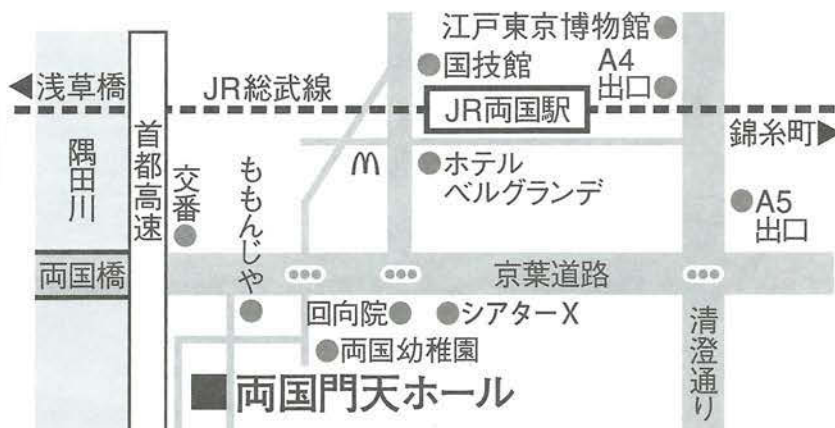 江戸東京博物館
国技館
A4
出口
浅草橋
JR総武線
JR両国駅
錦糸町
隅田川
首都高速
交番
ももんじや
ホテル
ベルグランデ
A5
出口
両国橋
京葉道路
回向院
シアターX
清澄通り
両国幼稚園
両国門天ホール